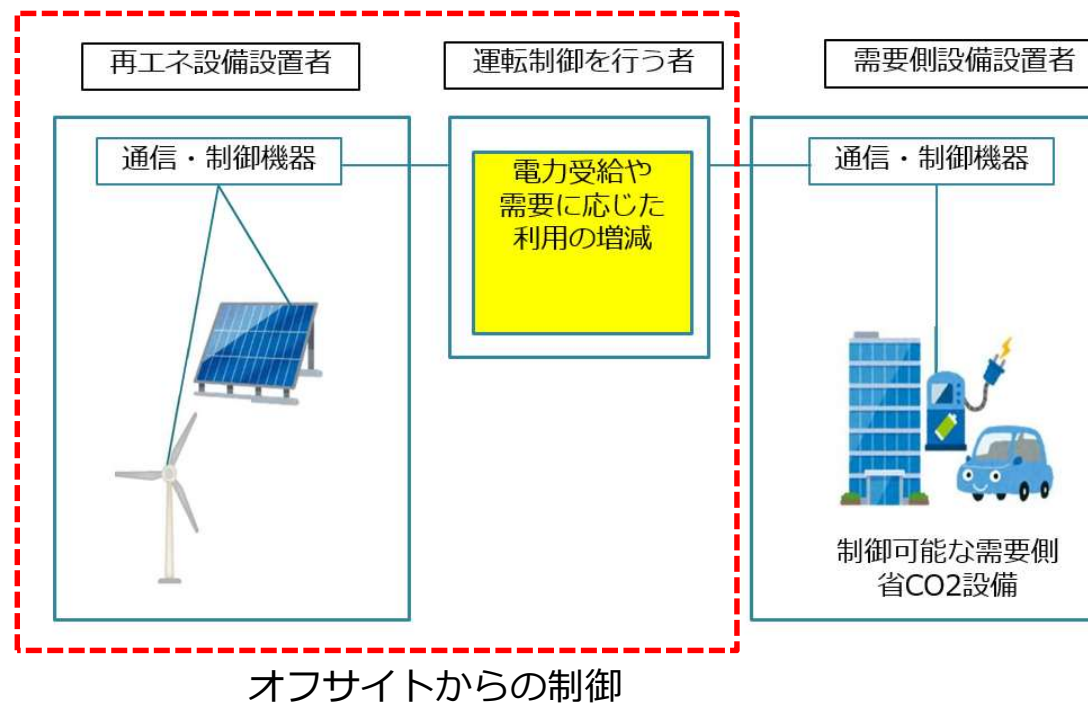 再エネ設備設置者
運転制御を行う者
需要側設備設置者
通信・制御機器
電力受給や
需要に応じた
利用の増減
通信・制御機器
制御可能な需要側
省CO2設備
オフサイトからの制御